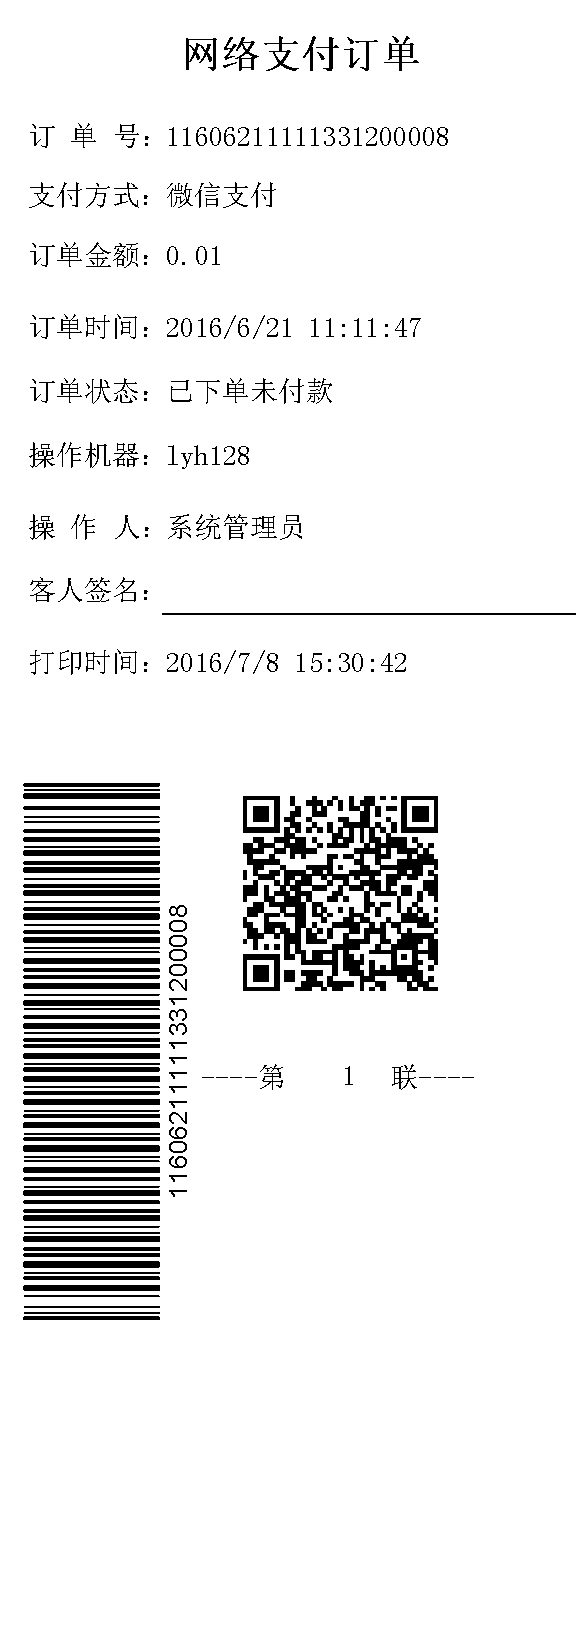 网络支付订单
订 单 号：11606211111331200008
支付方式：微信支付
订单金额：0.01
订单时间：2016/6/21 11:11:47
订单状态：已下单未付款
操作机器：lyh128
操 作 人：系统管理员
客人签名：
打印时间：2016/7/8 15:30:42
11606211111331200008
----第 1 联----